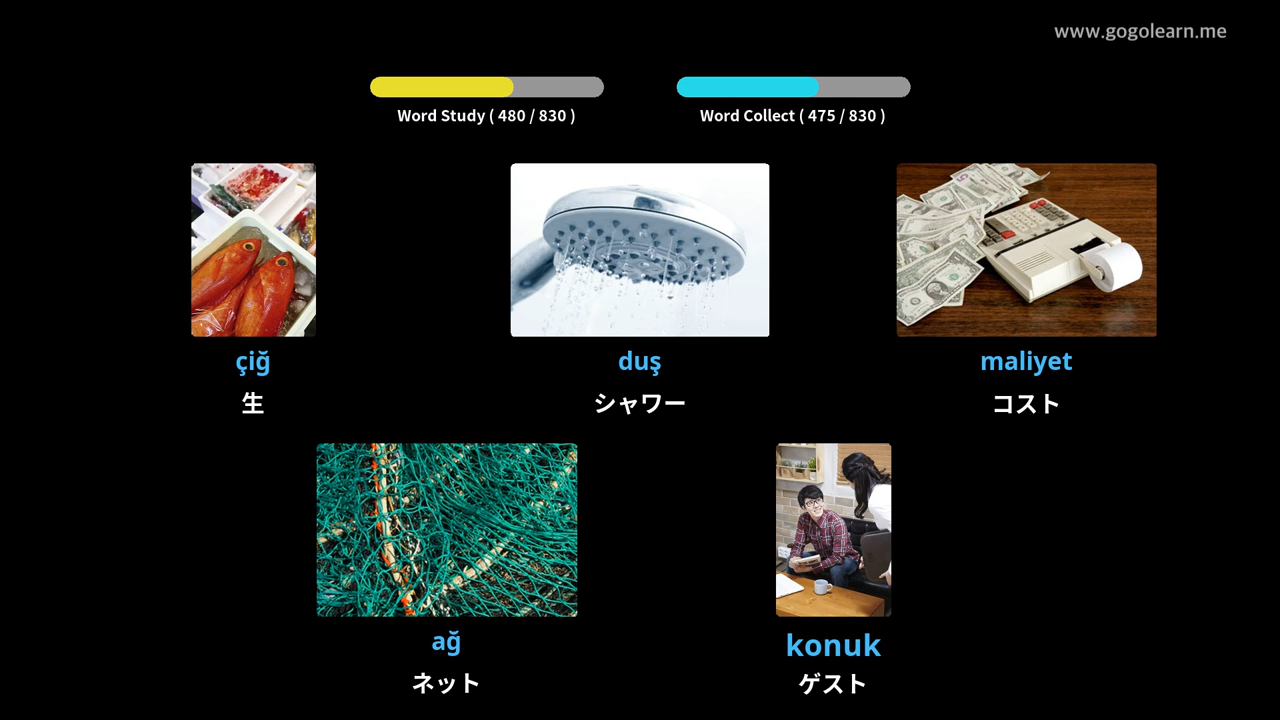 www.gogolearn.me
Word Study ( 480 / 830 )
Word Collect ( 475 / 830 )
çiğ
生
duş
シャワー
maliyet
コスト
ağ
ネット
konuk
ゲスト